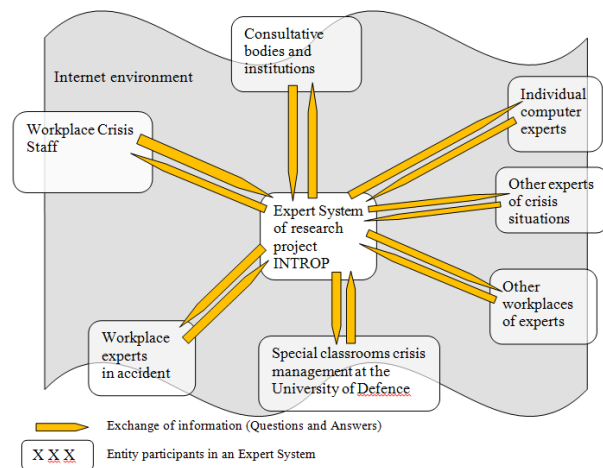 Consultative
bodies and
institutions
Internet environment
Individual
computer
experts
Workplace Crisis
Staff
Other experts
of crisis
situations
Expert System
of research
project
INTROP
Other
workplaces
of experts
Workplace
experts
in accident
Special classrooms crisis
management at the
University of Defence
Exchange of information (Questions and Answers)
X X X
Entity participants in an Expert System